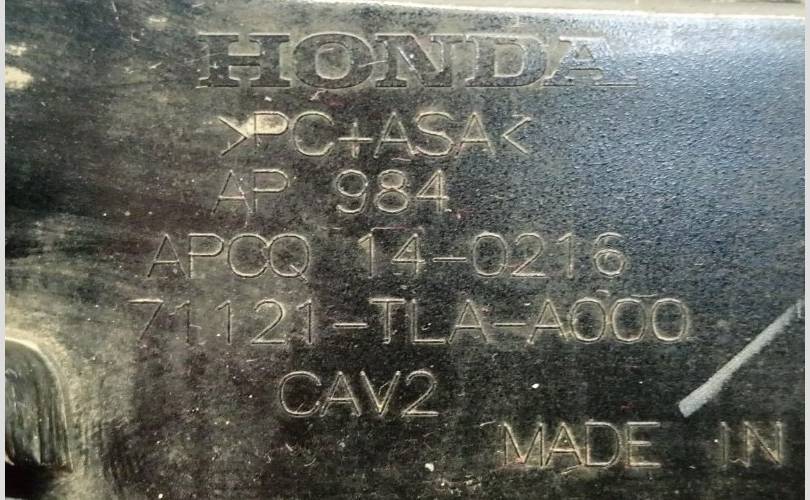 HONDA
>PC+ASA<
AP 984
APCQ 14-0216
71121-TLA-A000
CAV2
MADE IN